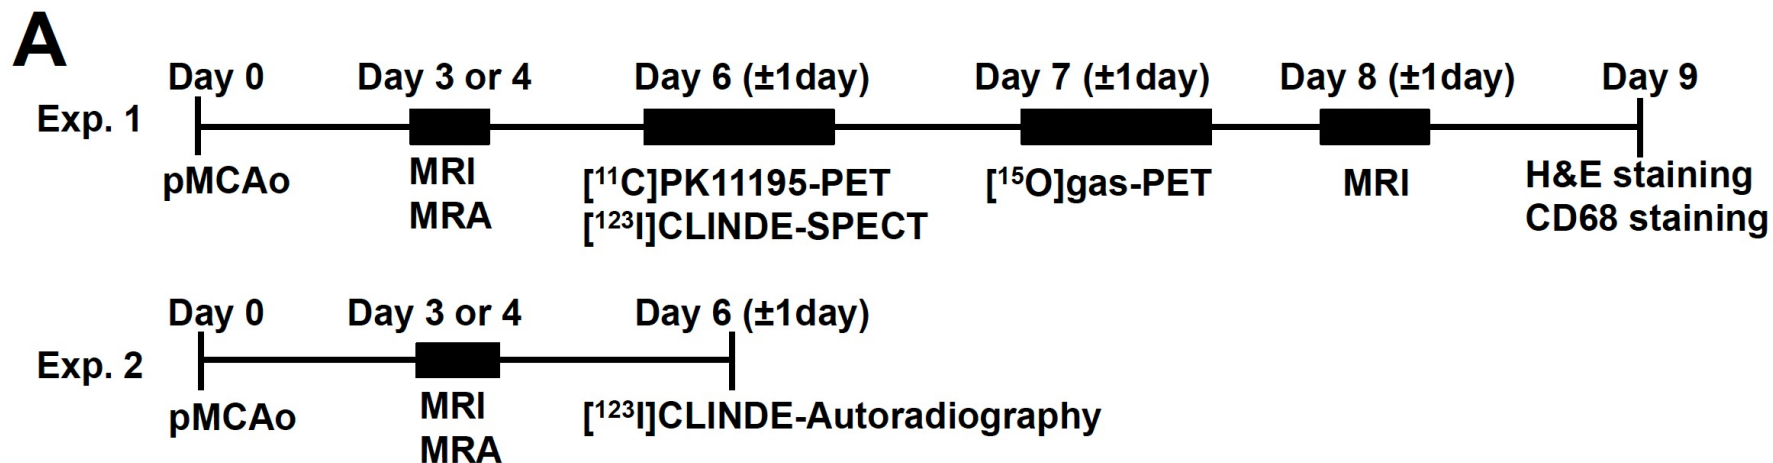 A
Day 0 Day 3 or 4 Day 6 (±1day) Day 7 (±1day) Day 8 (±1day) Day 9
Exp. 1
pMCAo MRI [¹¹C]PK11195-PET [¹⁵O]gas-PET MRI H&E staining
MRA [¹²³I]CLINDE-SPECT CD68 staining
Day 0 Day 3 or 4 Day 6 (±1day)
Exp. 2
pMCAo MRI [¹²³I]CLINDE-Autoradiography
MRA